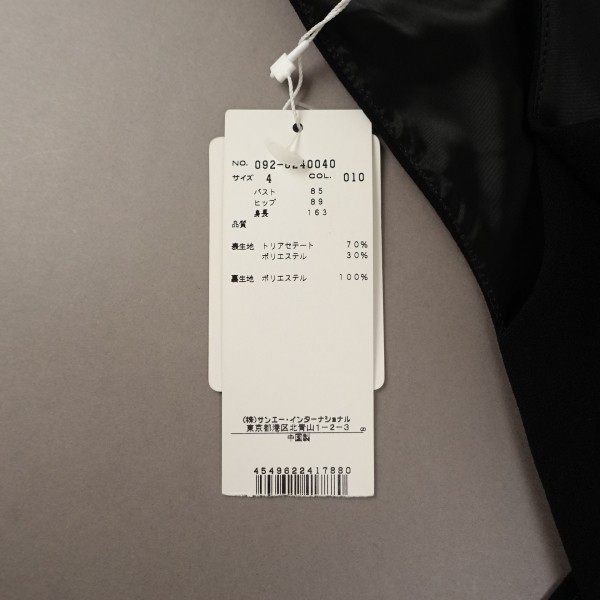 NO. 092-0240040
サイズ 4 COL. 010
バスト 85
ヒップ 89
身長 163
品質
表生地 トリアセテート 70%
ポリエステル 30%
裏生地 ポリエステル 100%
(株)サンエー・インターナショナル
東京都港区北青山1-2-3
中国製
4549622417880